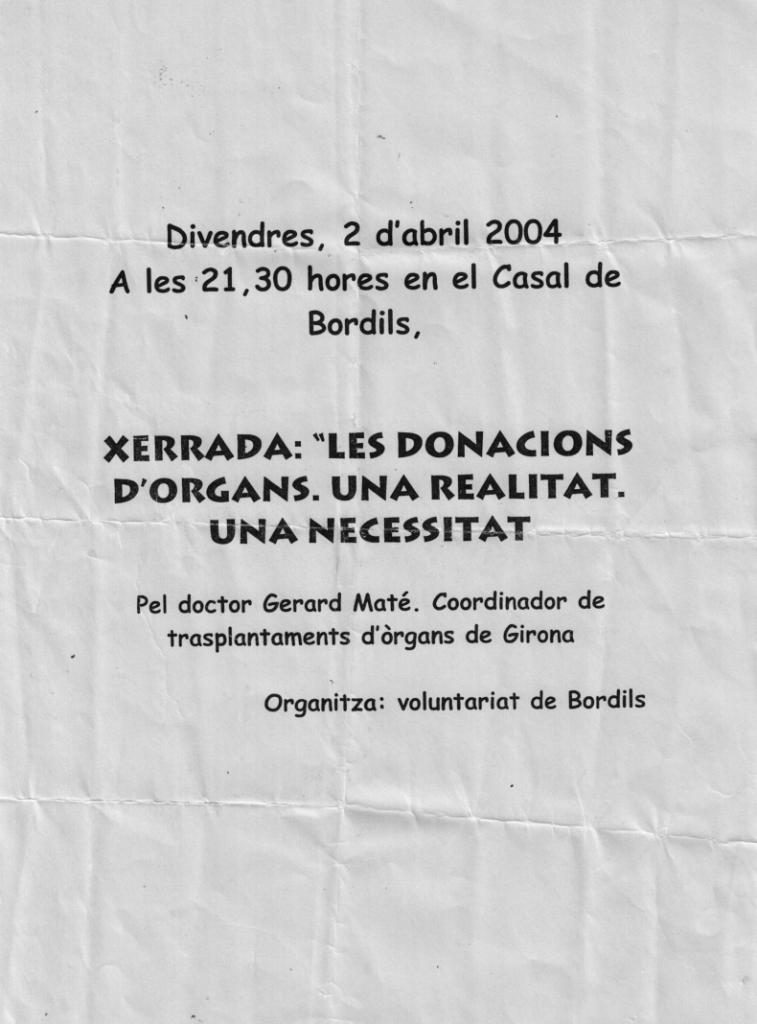 Divendres, 2 d'abril 2004
A les 21,30 hores en el Casal de
Bordils,
XERRADA: "LES DONACIONS
D'ORGANS. UNA REALITAT.
UNA NECESSITAT
Pel doctor Gerard Maté. Coordinador de
trasplantaments d'òrgans de Girona
Organitza: voluntariat de Bordils